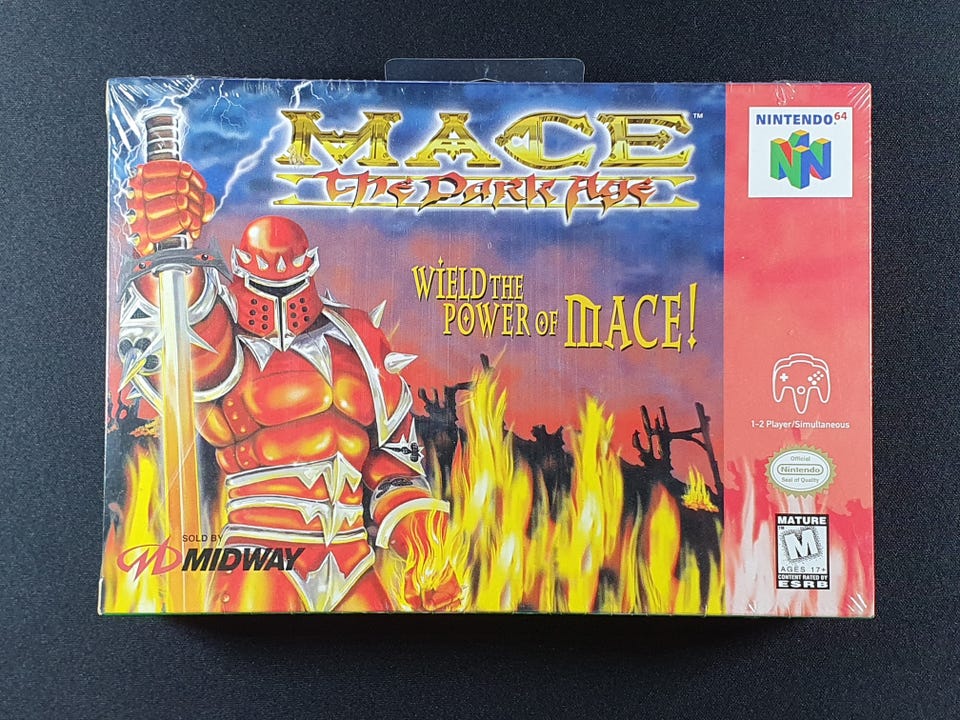 MACE™
The Dark Age
WIELD THE
POWER OF MACE!
SOLD BY
MIDWAY
NINTENDO 64
1-2 Player/Simultaneous
Official
Nintendo
Seal of Quality
MATURE
M
AGES 17+
CONTENT RATED BY
ESRB